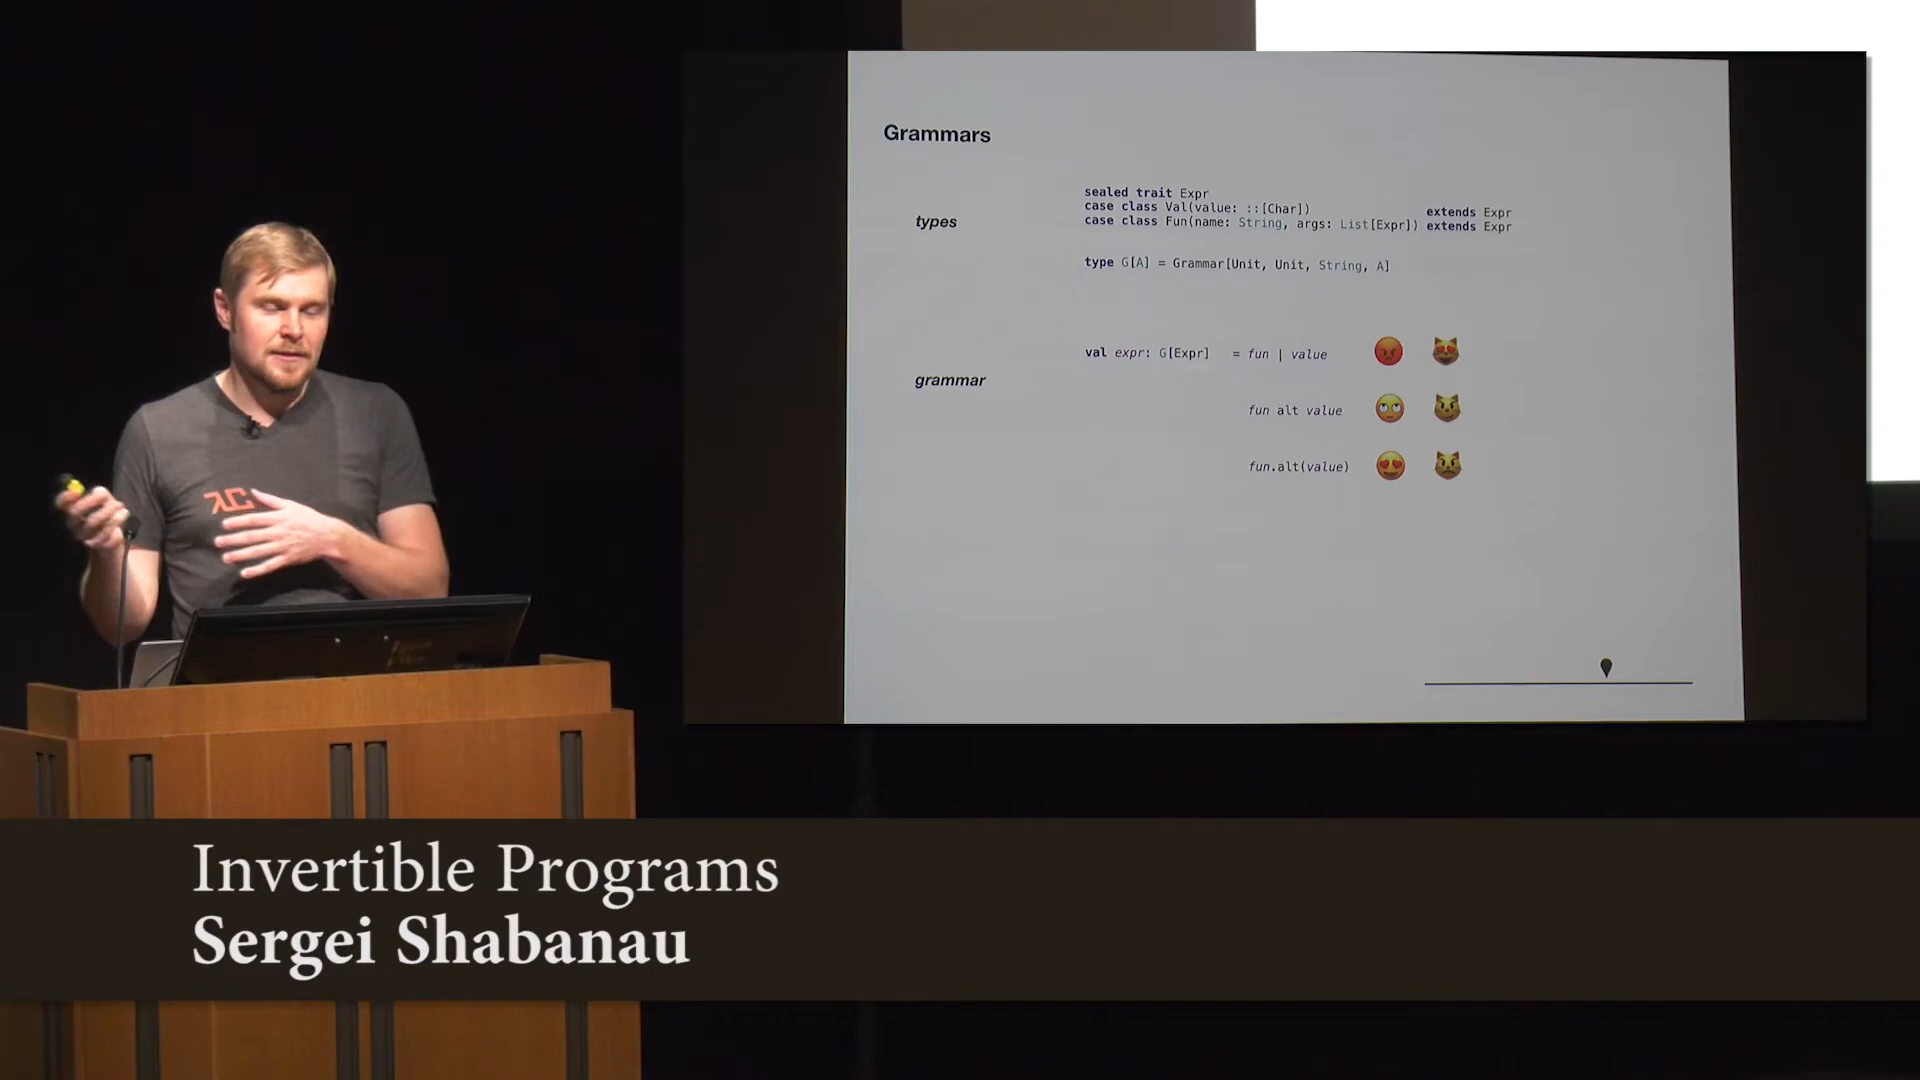 Grammars
types
sealed trait Expr
case class Val(value: ::[Char]) extends Expr
case class Fun(name: String, args: List[Expr]) extends Expr
type G[A] = Grammar[Unit, Unit, String, A]
grammar
val expr: G[Expr] = fun | value
fun alt value
fun.alt(value)
λC
Invertible Programs
Sergei Shabanau